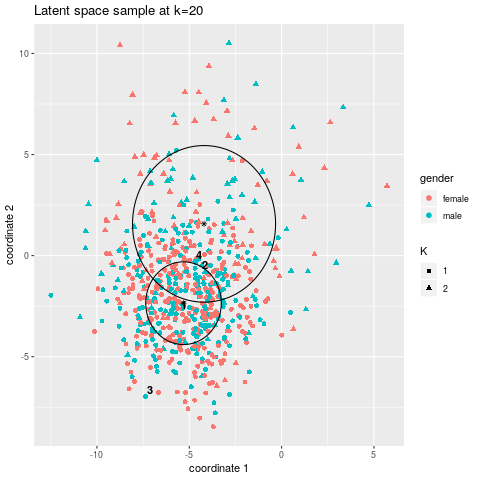 Latent space sample at k=20
coordinate 2
10
5
0
-5
-10
-5
0
5
coordinate 1
4
2
1
3
*
gender
female
male
K
1
2